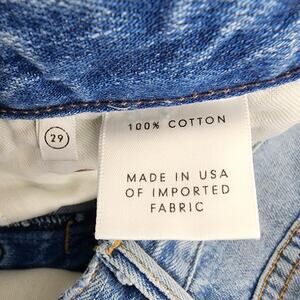 100% COTTON
29
MADE IN USA
OF IMPORTED
FABRIC